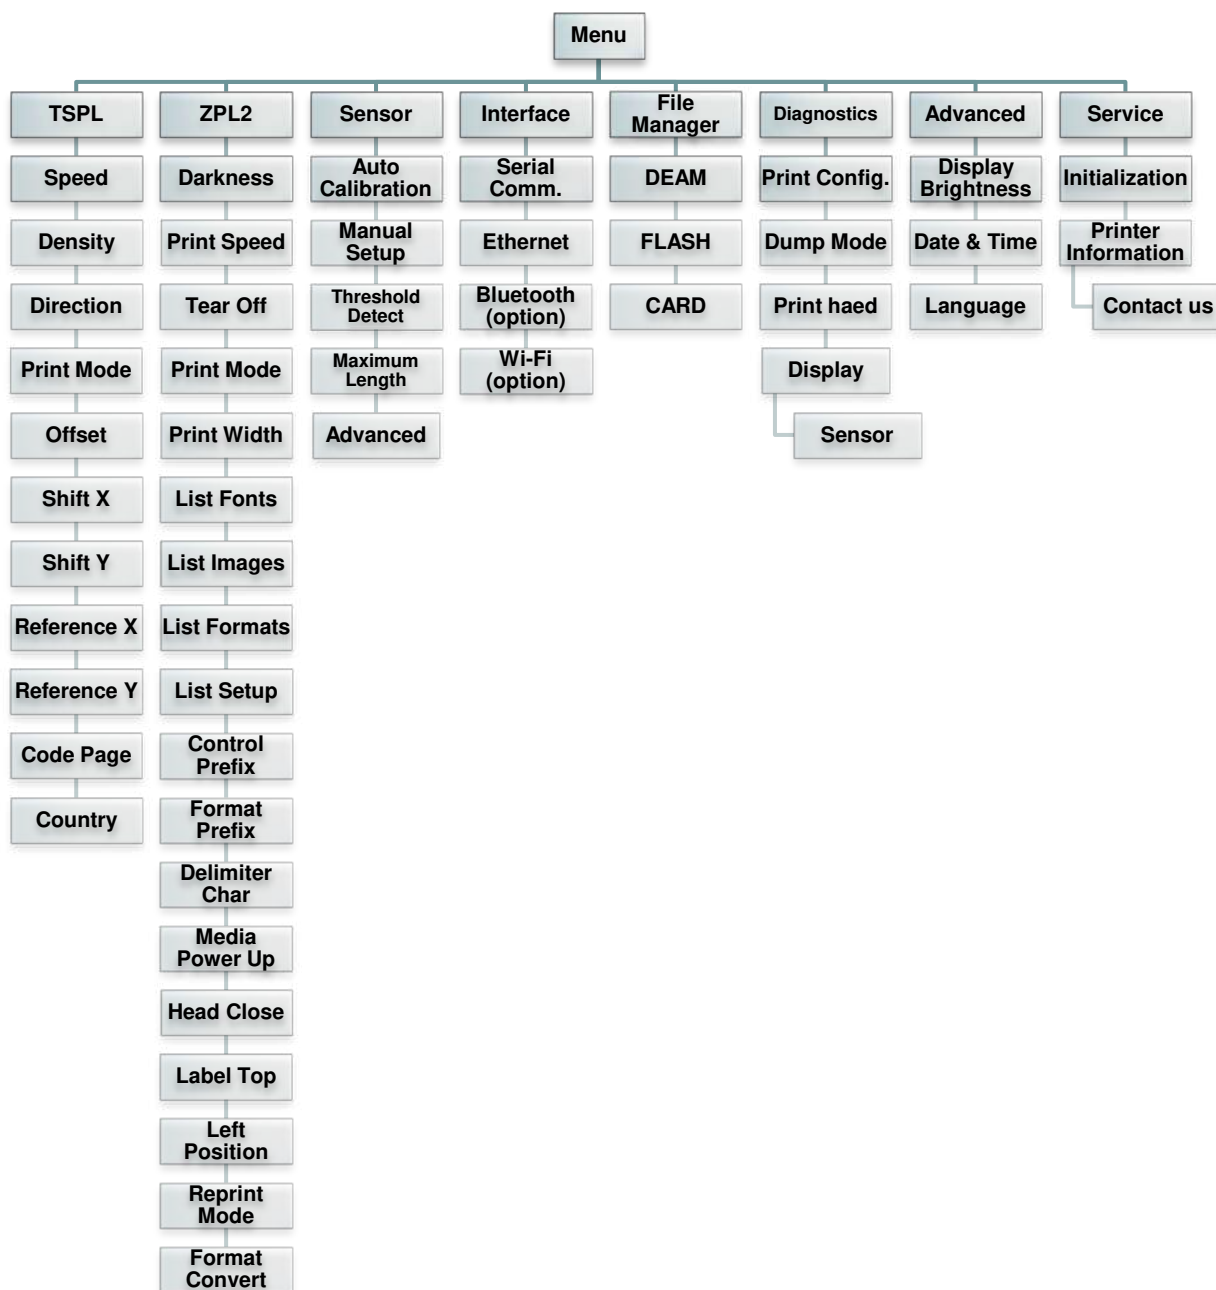 Menu
TSPL
Speed
Density
Direction
Print Mode
Offset
Shift X
Shift Y
Reference X
Reference Y
Code Page
Country
ZPL2
Darkness
Print Speed
Tear Off
Print Mode
Print Width
List Fonts
List Images
List Formats
List Setup
Control
Prefix
Format
Prefix
Delimiter
Char
Media
Power Up
Head Close
Label Top
Left
Position
Reprint
Mode
Format
Convert
Sensor
Auto
Calibration
Manual
Setup
Threshold
Detect
Maximum
Length
Advanced
Interface
Serial
Comm.
Ethernet
Bluetooth
(option)
Wi-Fi
(option)
File
Manager
DEAM
FLASH
CARD
Diagnostics
Print Config.
Dump Mode
Print haed
Display
Sensor
Advanced
Display
Brightness
Date & Time
Language
Service
Initialization
Printer
Information
Contact us